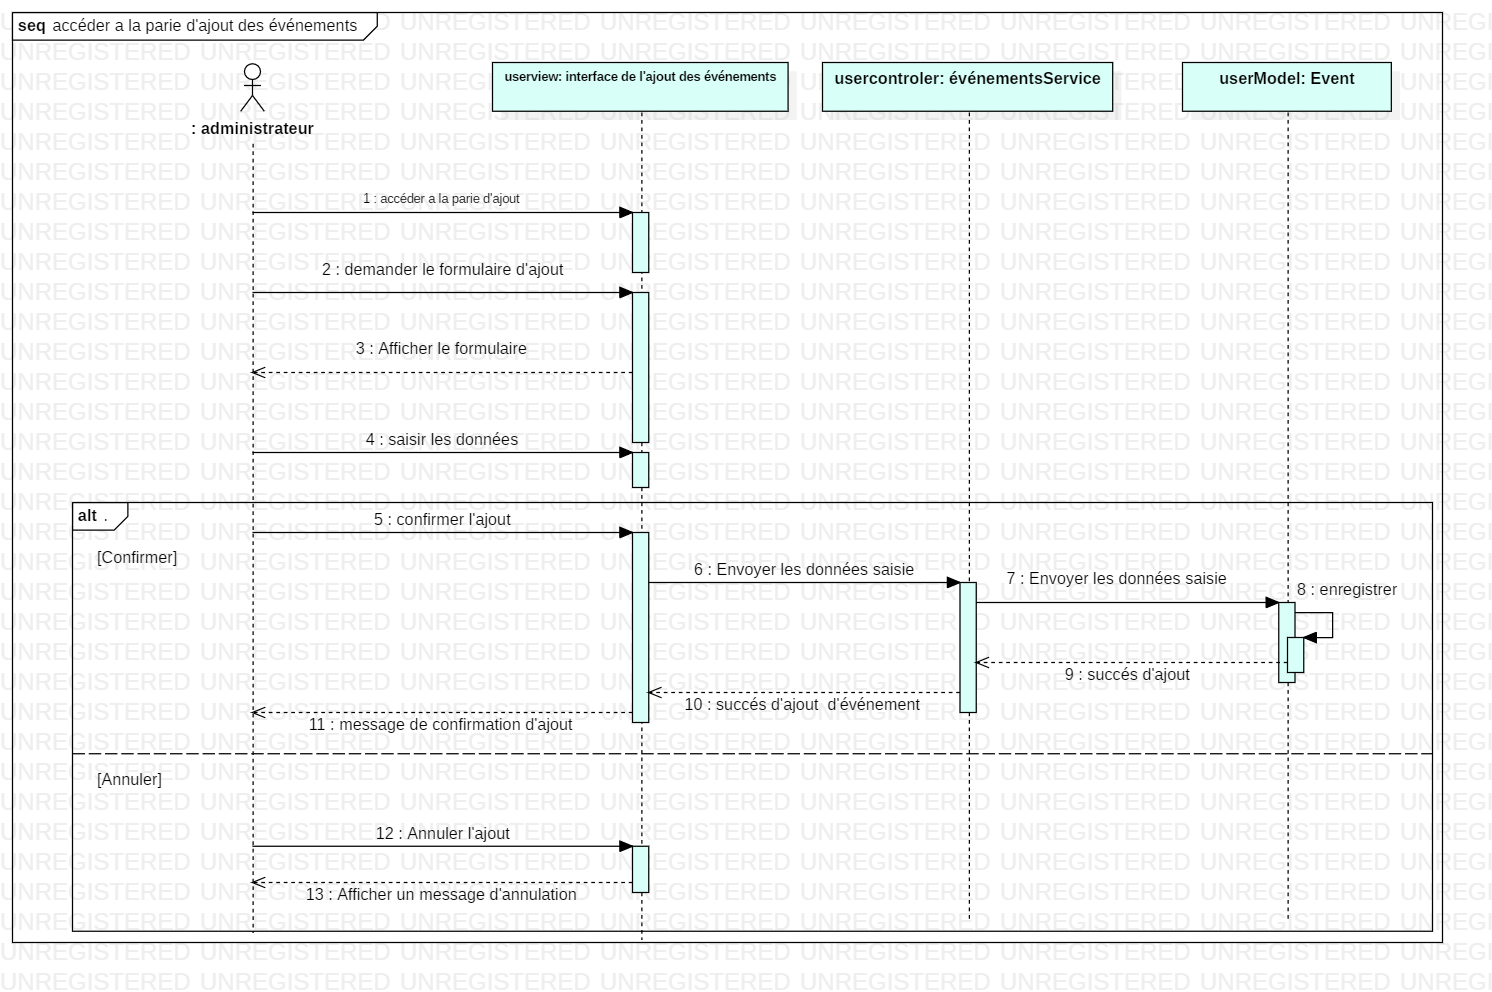 seq accéder a la parie d'ajout des événements
userview: interface de l'ajout des événements
usercontroler: événementsService
userModel: Event
: administrateur
1 : accéder a la parie d'ajout
2 : demander le formulaire d'ajout
3 : Afficher le formulaire
4 : saisir les données
alt .
5 : confirmer l'ajout
[Confirmer]
6 : Envoyer les données saisie
7 : Envoyer les données saisie
8 : enregistrer
9 : succés d'ajout
10 : succés d'ajout  d'événement
11 : message de confirmation d'ajout
[Annuler]
12 : Annuler l'ajout
13 : Afficher un message d'annulation
UNREGISTERED UNREGISTERED UNREGISTERED UNREGISTERED UNREGISTERED UNREGISTERED UNREGISTERED UNREGI